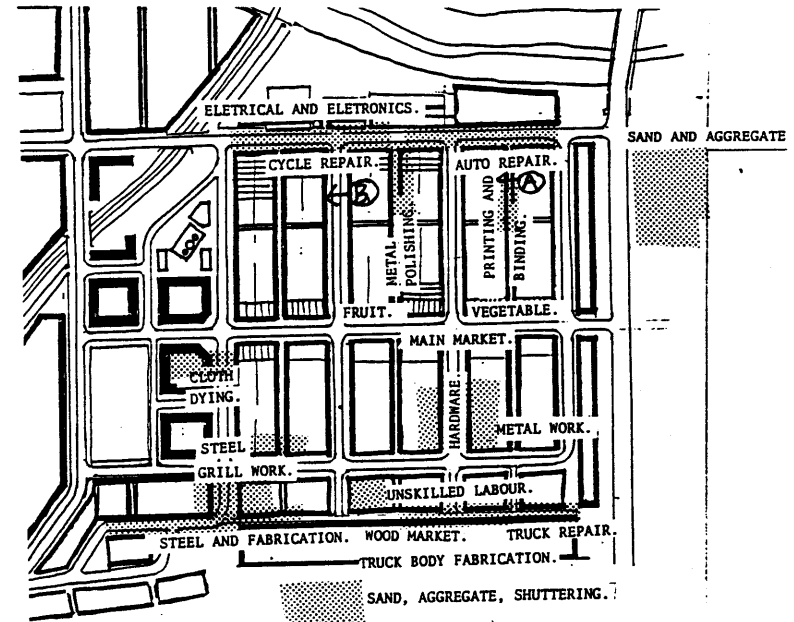 ELETRICAL AND ELETRONICS.
SAND AND AGGREGATE
CYCLE REPAIR.
AUTO REPAIR.
B
A
METAL
POLISHING.
PRINTING AND
BINDING.
FRUIT.
VEGETABLE.
MAIN MARKET.
CLOTH
DYING.
HARDWARE.
METAL WORK.
STEEL
GRILL WORK.
UNSKILLED LABOUR.
STEEL AND FABRICATION.
WOOD MARKET.
TRUCK REPAIR.
TRUCK BODY FABRICATION.
SAND, AGGREGATE, SHUTTERING.